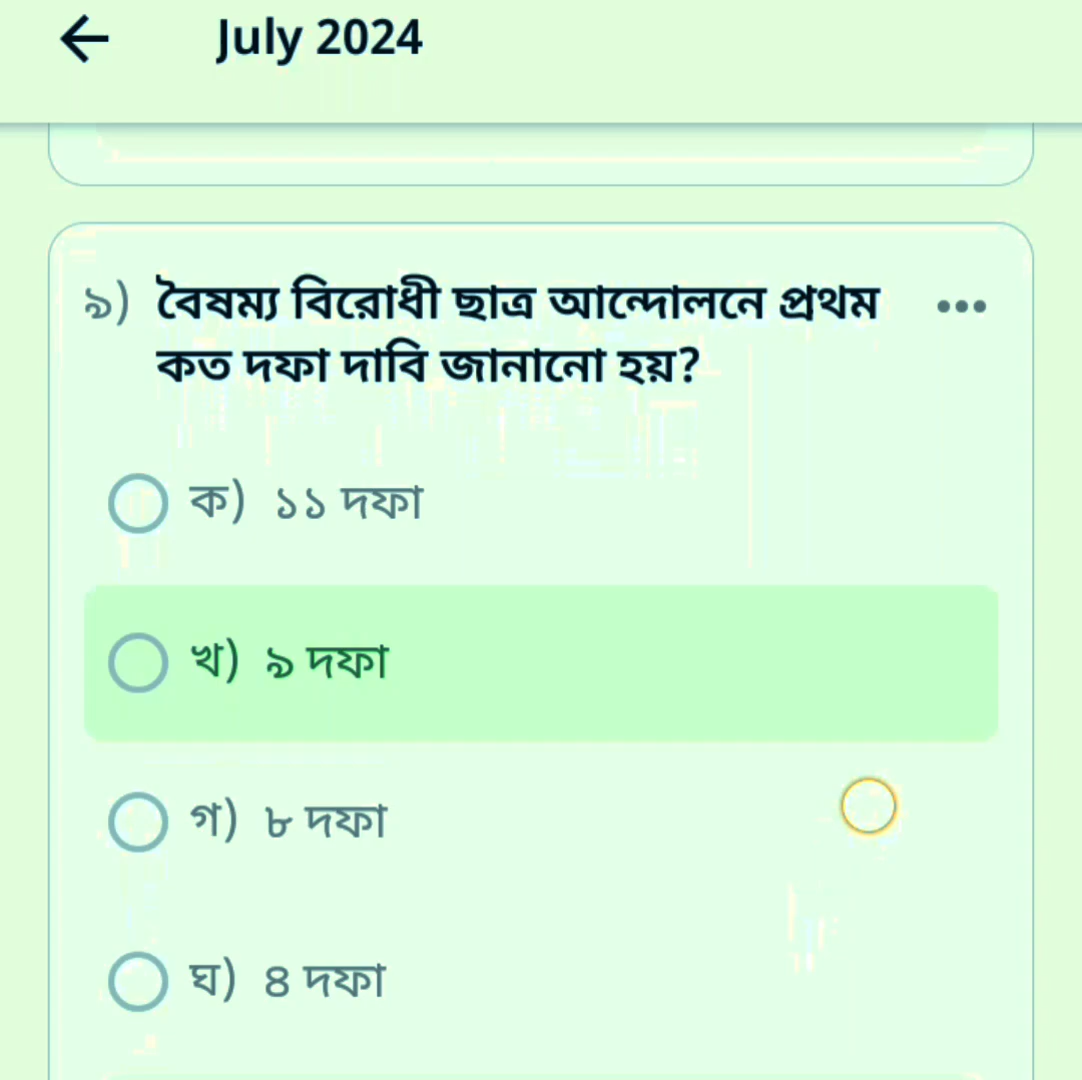 July 2024
৯) বৈষম্য বিরোধী ছাত্র আন্দোলনে প্রথম
কত দফা দাবি জানানো হয়?
ক) ১১ দফা
খ) ৯ দফা
গ) ৮ দফা
ঘ) ৪ দফা